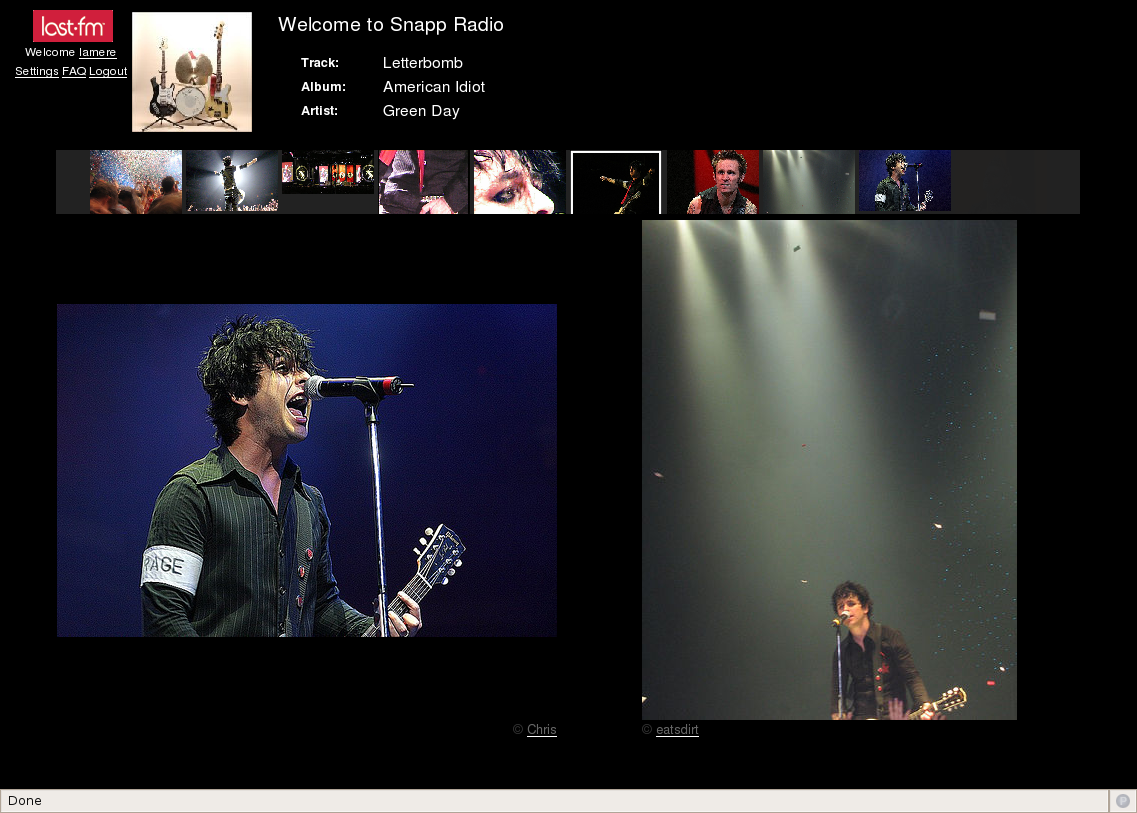 last·fm
Welcome lamere
Settings FAQ Logout
Welcome to Snapp Radio
Track: Letterbomb
Album: American Idiot
Artist: Green Day
RAGE
© Chris
© eatsdirt
Done